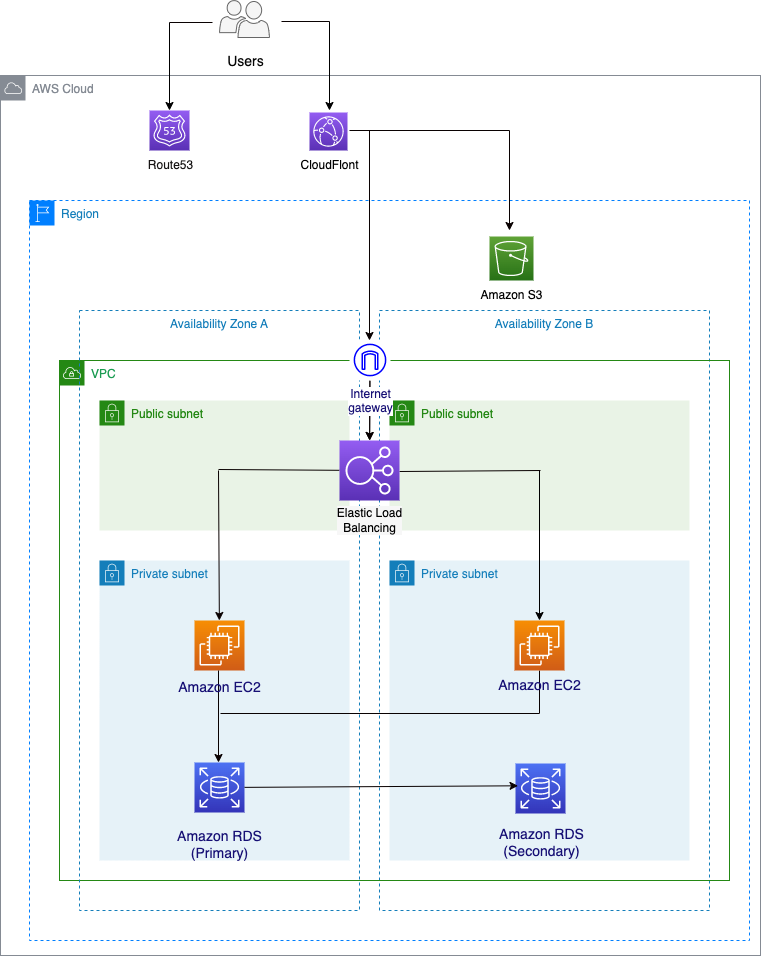 Users
AWS Cloud
53
Route53
CloudFlont
Region
Amazon S3
Availability Zone A
Availability Zone B
VPC
Internet
gateway
Public subnet
Public subnet
Elastic Load
Balancing
Private subnet
Private subnet
Amazon EC2
Amazon EC2
Amazon RDS
(Primary)
Amazon RDS
(Secondary)